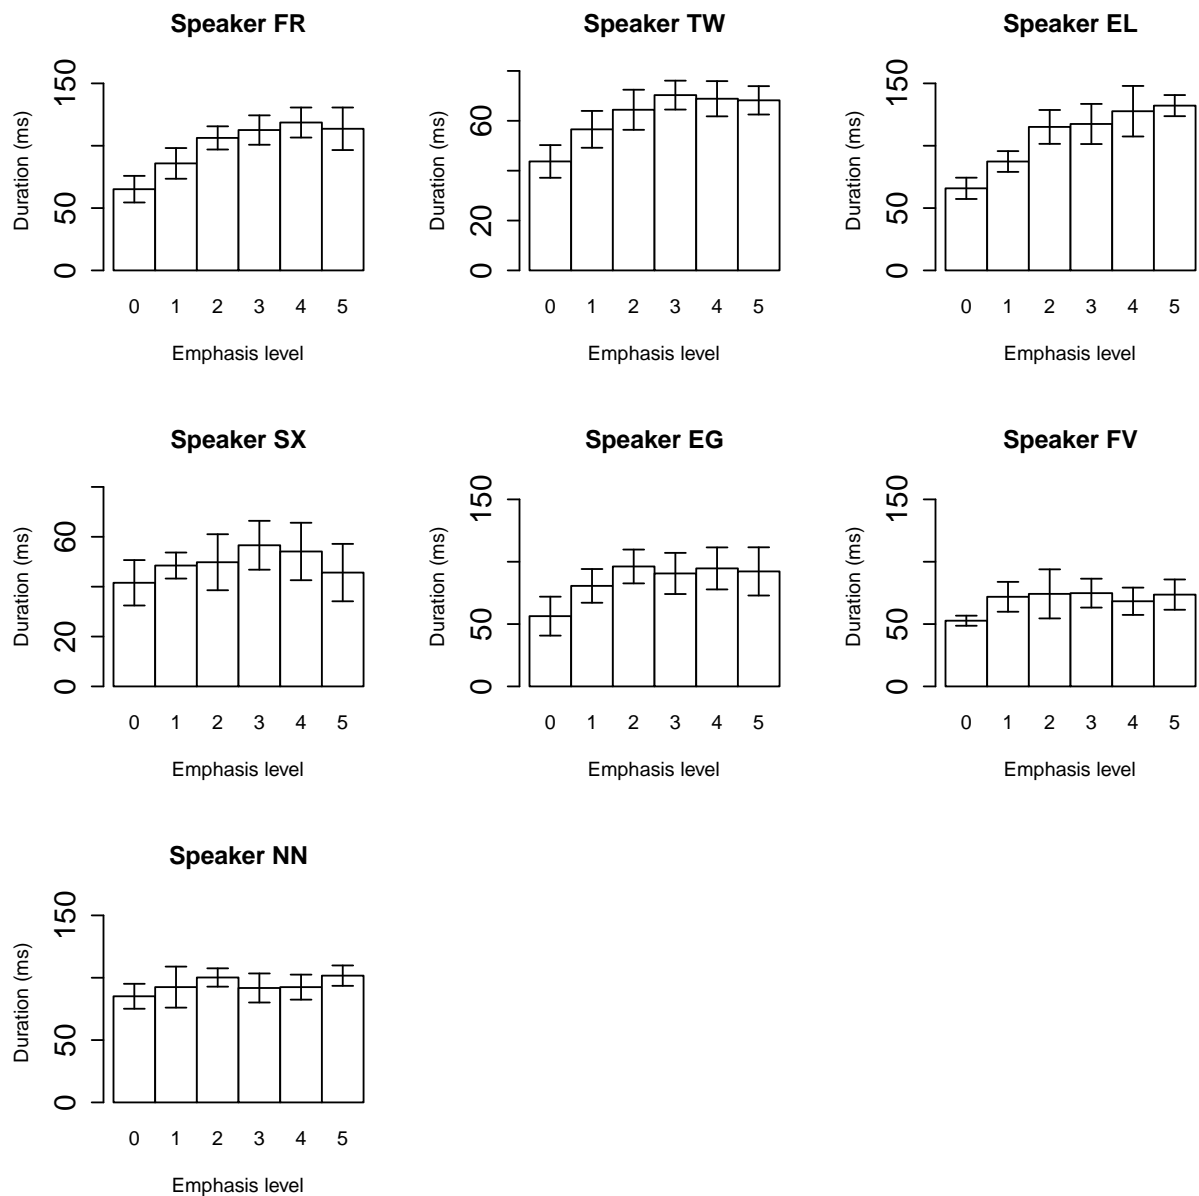 Speaker FR
Duration (ms)
0 50 150
0 1 2 3 4 5
Emphasis level
Speaker TW
Duration (ms)
0 20 60
0 1 2 3 4 5
Emphasis level
Speaker EL
Duration (ms)
0 50 150
0 1 2 3 4 5
Emphasis level
Speaker SX
Duration (ms)
0 20 60
0 1 2 3 4 5
Emphasis level
Speaker EG
Duration (ms)
0 50 150
0 1 2 3 4 5
Emphasis level
Speaker FV
Duration (ms)
0 50 150
0 1 2 3 4 5
Emphasis level
Speaker NN
Duration (ms)
0 50 150
0 1 2 3 4 5
Emphasis level